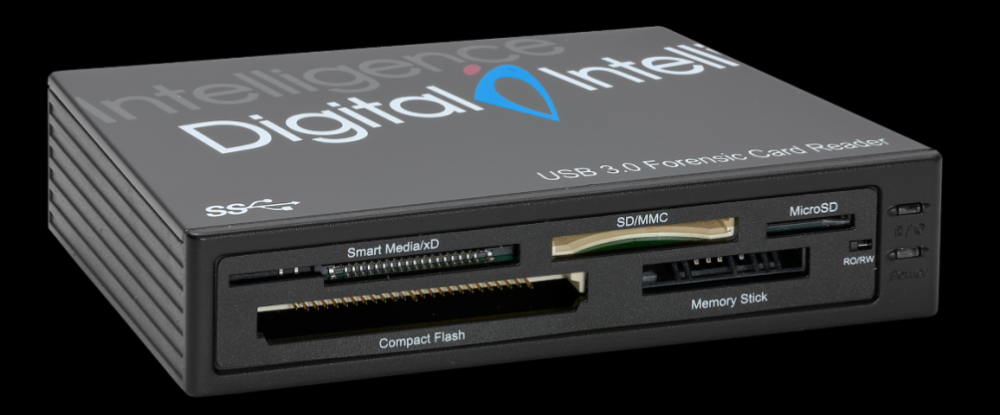 Intelligence
Digital Intelli
USB 3.0 Forensic Card Reader
SS
SD/MMC
MicroSD
Smart Media/xD
RO/RW
Memory Stick
Compact Flash
Power